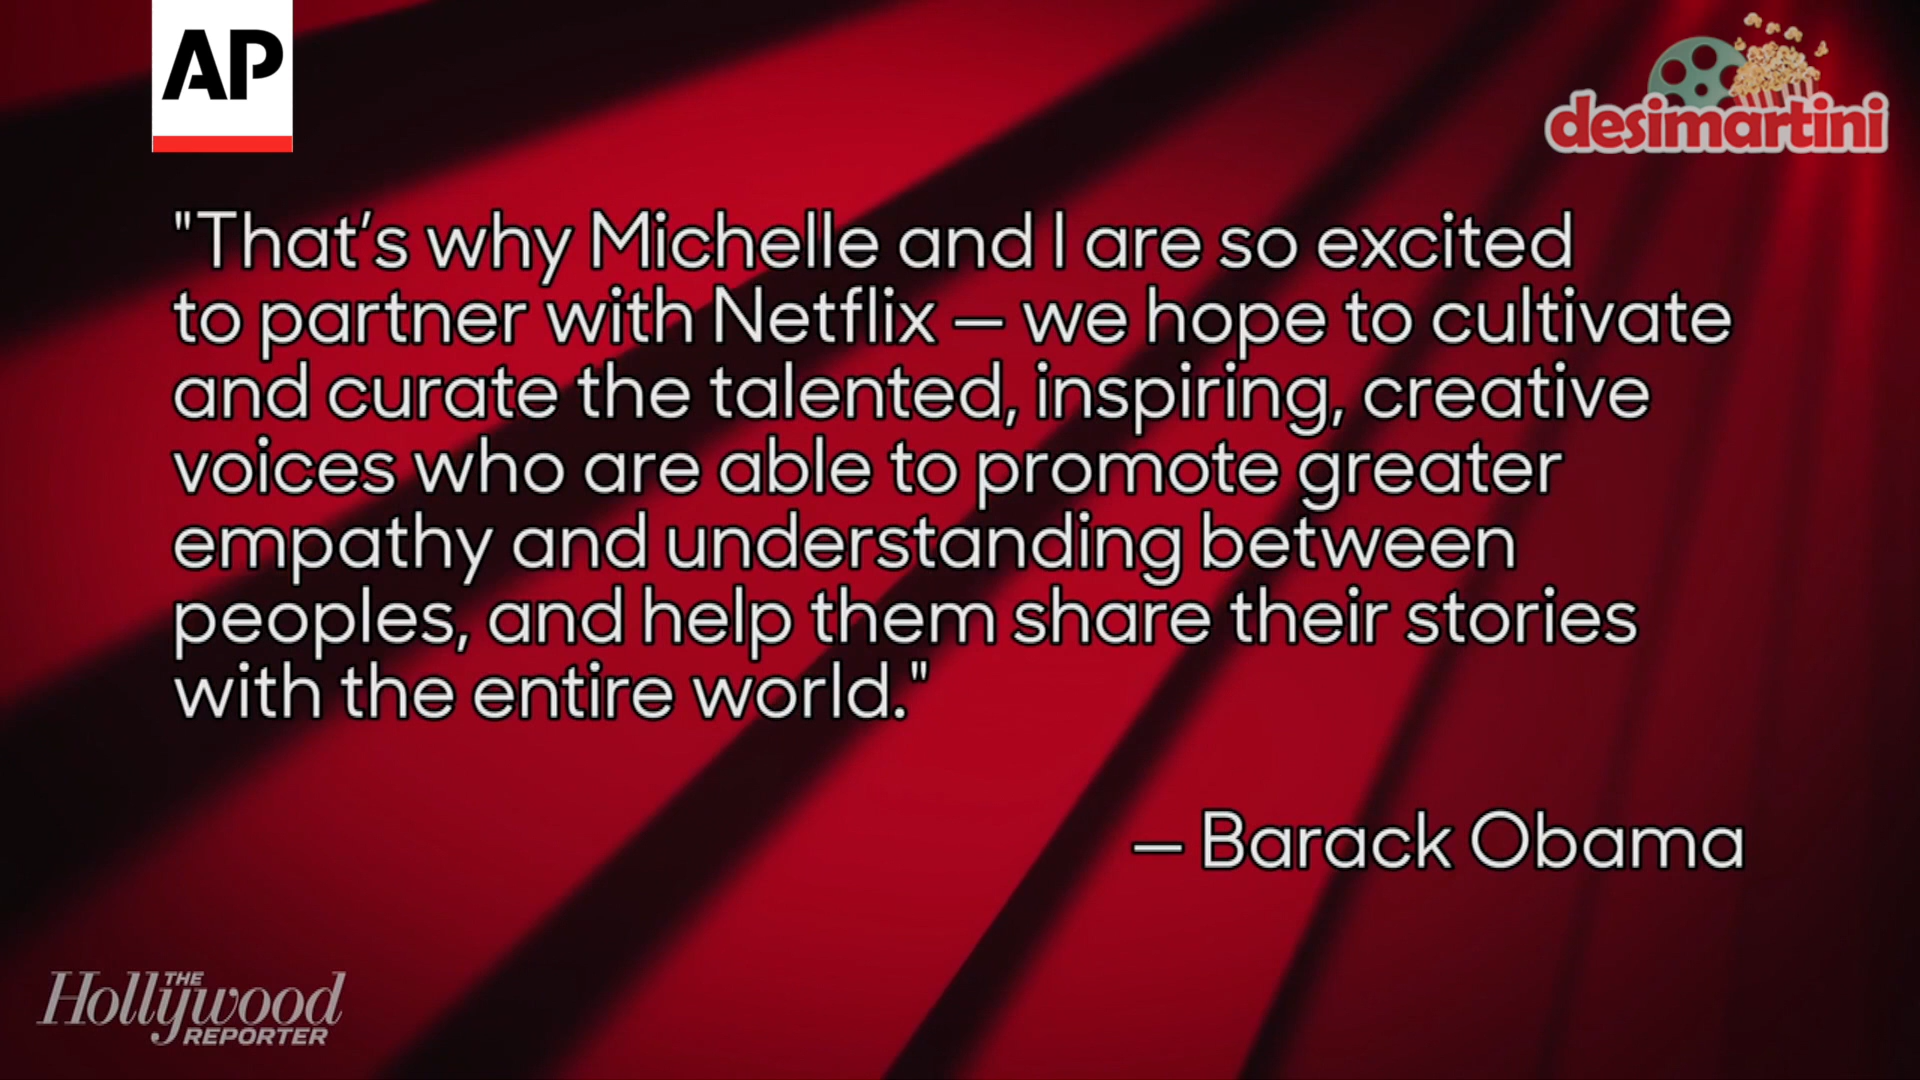 AP
desimartini
"That’s why Michelle and I are so excited
to partner with Netflix — we hope to cultivate
and curate the talented, inspiring, creative
voices who are able to promote greater
empathy and understanding between
peoples, and help them share their stories
with the entire world."
— Barack Obama
THE
Hollywood
REPORTER